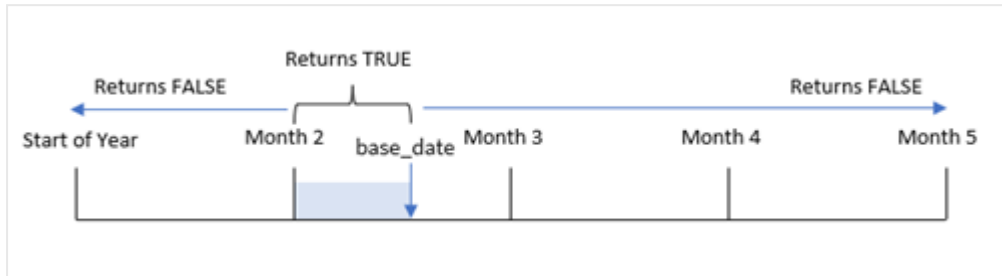 Returns TRUE
Returns FALSE
Returns FALSE
Start of Year
Month 2
base_date
Month 3
Month 4
Month 5